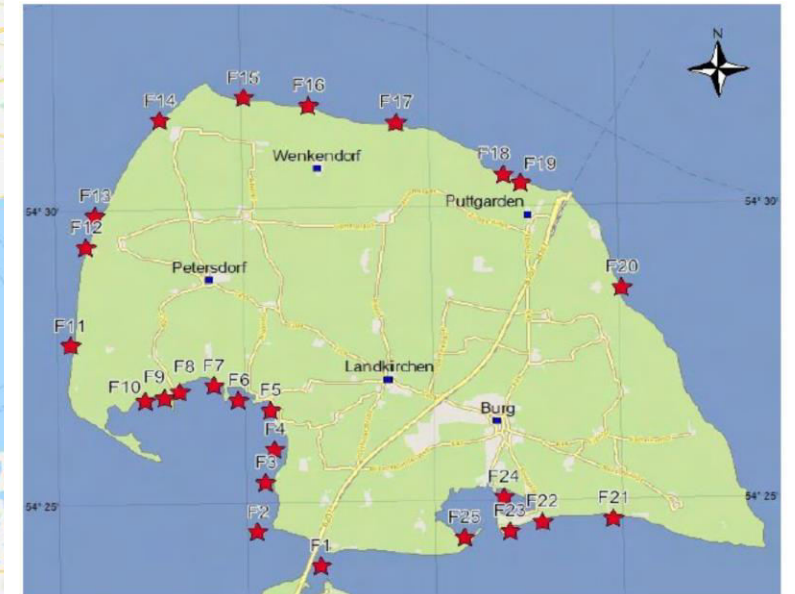 N
F15
F16
F14
F17
Wenkendorf
F18
F19
Puttgarden
54° 30'
54° 30'
F13
F12
Petersdorf
F20
F11
Landkirchen
F10
F9
F8
F7
F6
F5
Burg
F4
F3
F24
54° 25'
54° 25'
F2
F25
F23
F22
F21
F1